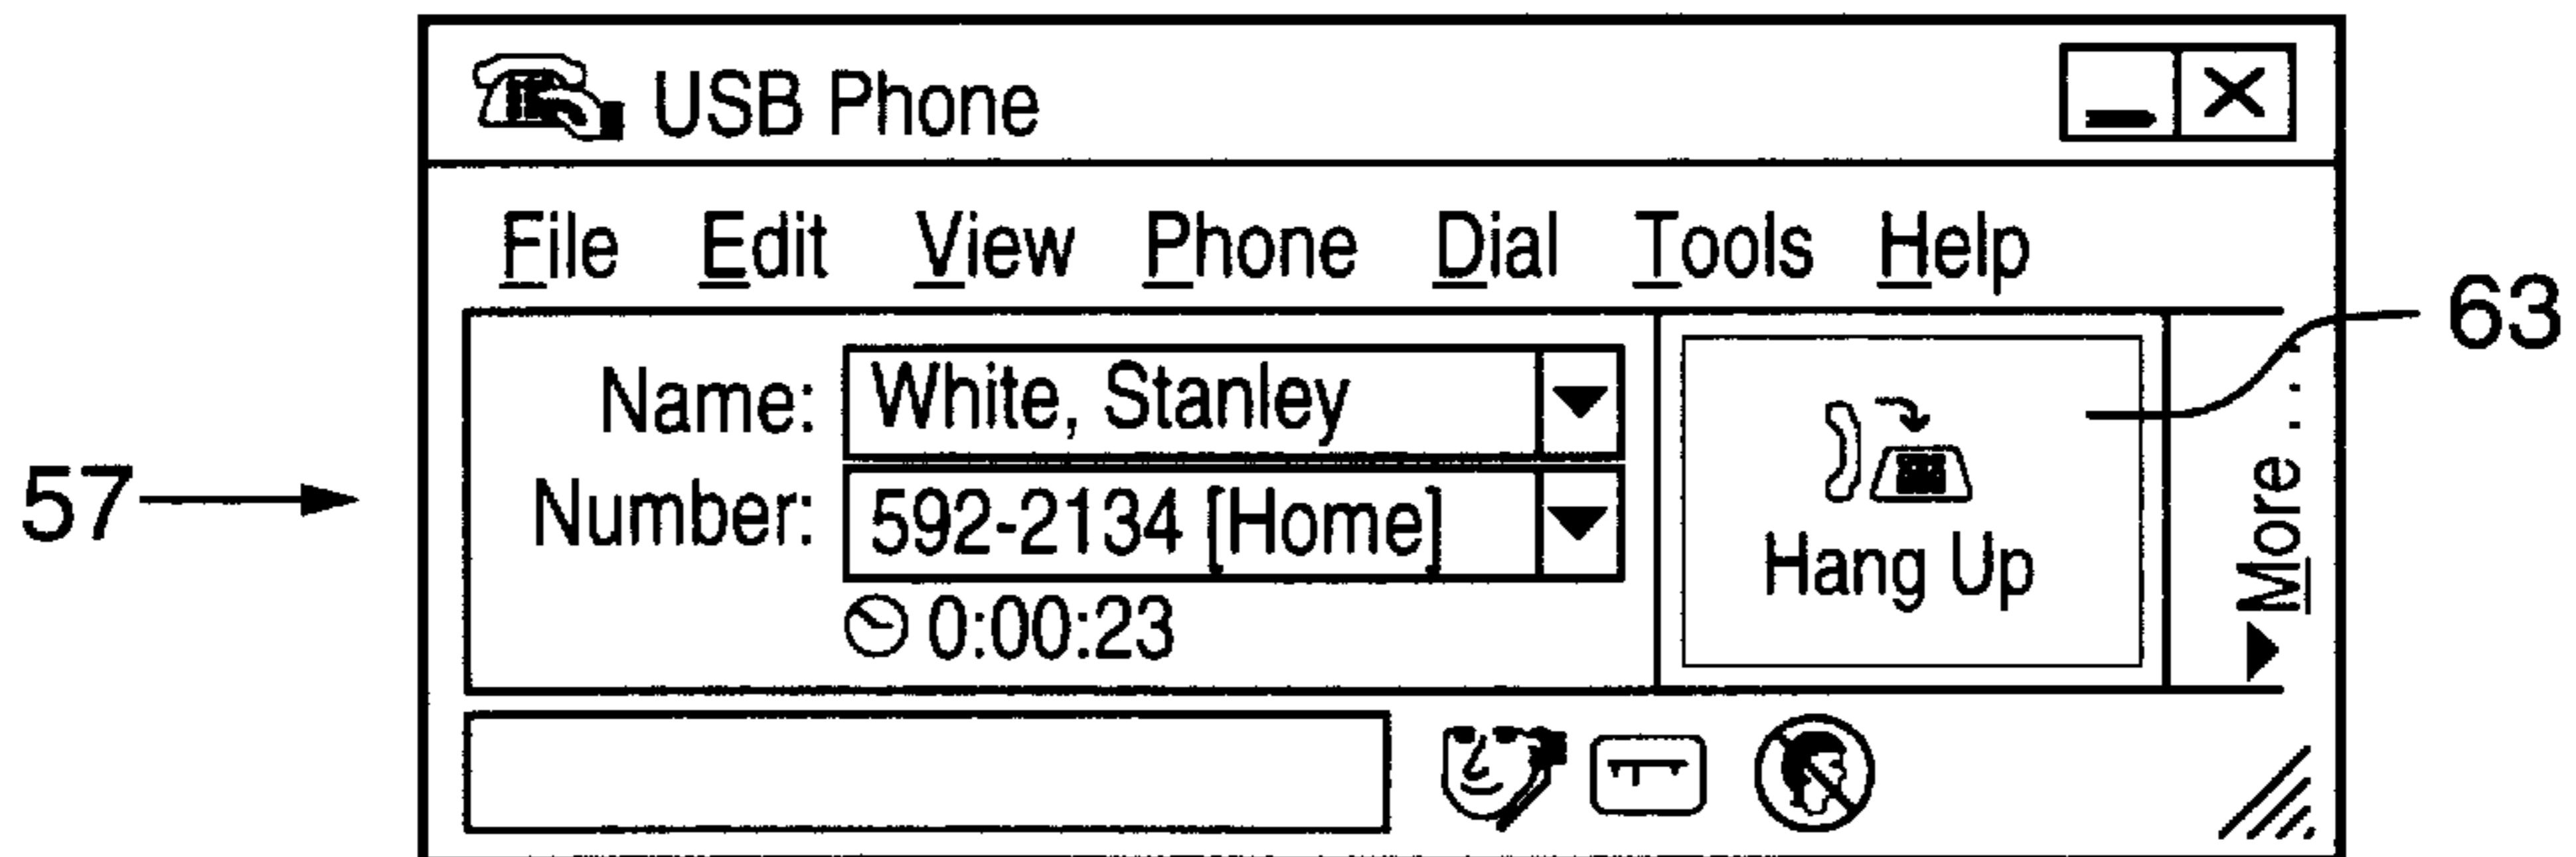 USB Phone
File Edit View Phone Dial Tools Help
63
Name: White, Stanley
57
Number: 592-2134 [Home]
0:00:23
Hang Up
More ...